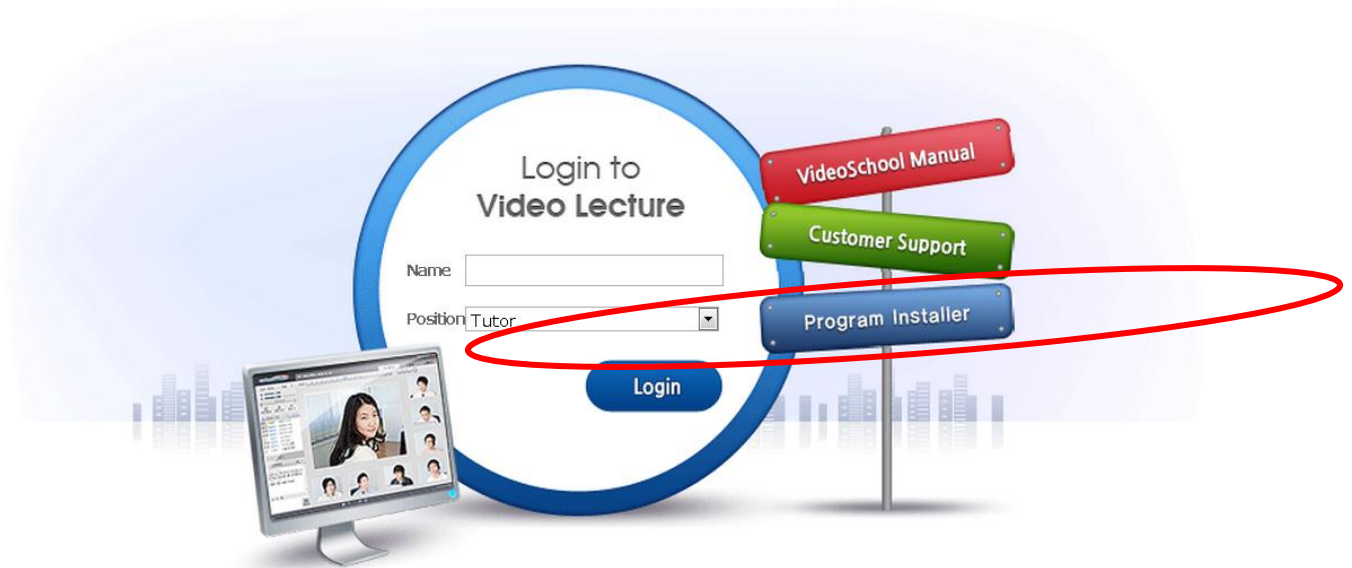 Login to
Video Lecture
Name
Position Tutor
Login
VideoSchool Manual
Customer Support
Program Installer